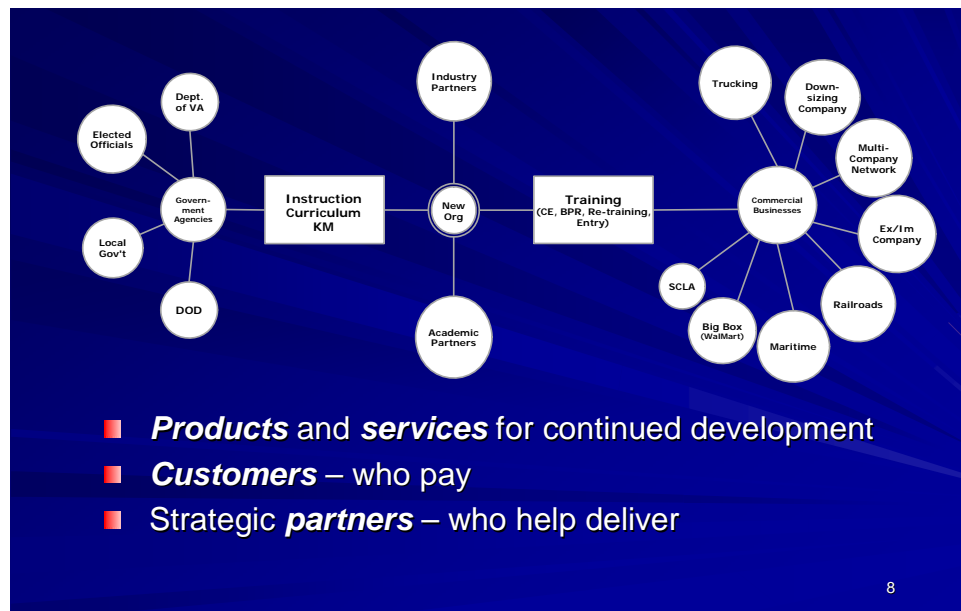 Dept.
of VA
Elected
Officials
Govern-
ment
Agencies
Local
Gov't
DOD
Instruction
Curriculum
KM
Industry
Partners
New
Org
Academic
Partners
Training
(CE, BPR, Re-training,
Entry)
Trucking
Down-
sizing
Company
Multi-
Company
Network
Commercial
Businesses
Ex/Im
Company
SCLA
Railroads
Big Box
(WalMart)
Maritime
Products and services for continued development
Customers – who pay
Strategic partners – who help deliver
8